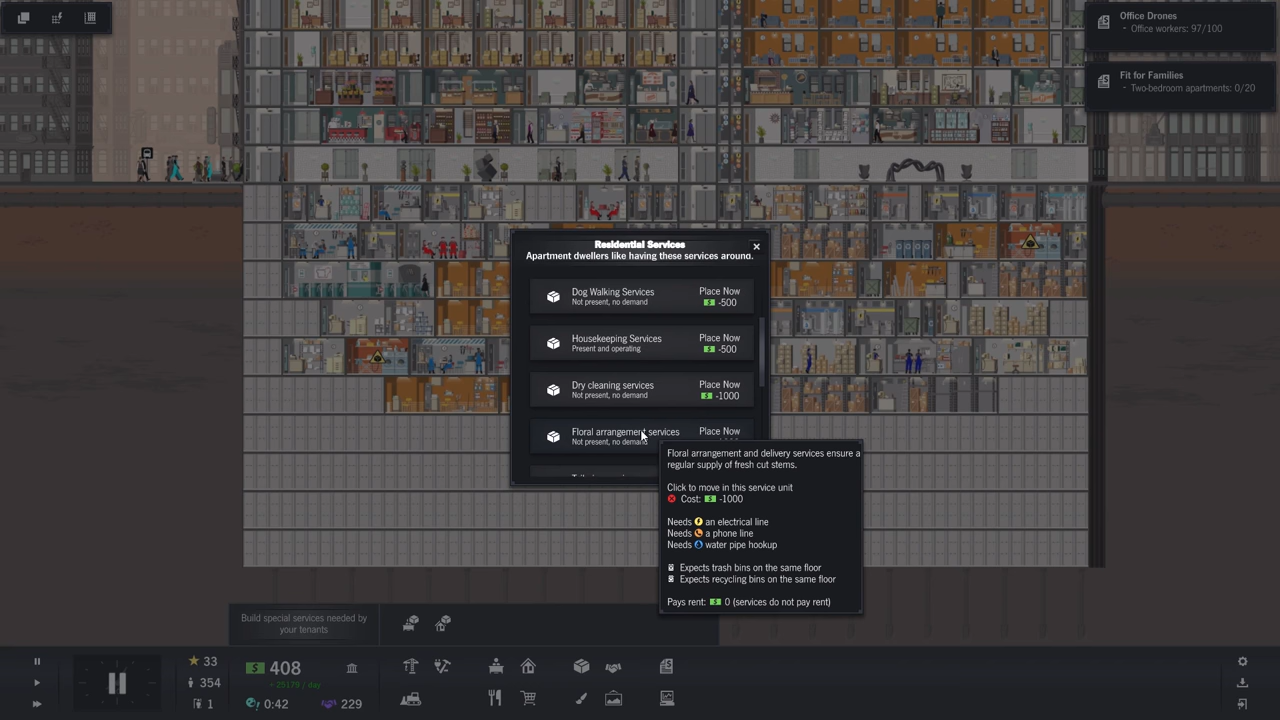 Office Drones
- Office workers: 97/100
Fit for Families
- Two-bedroom apartments: 0/20
Residential Services
Apartment dwellers like having these services around.
Dog Walking Services
Not present, no demand
Place Now
-500
Housekeeping Services
Present and operating
Place Now
-500
Dry cleaning services
Not present, no demand
Place Now
-1000
Floral arrangement services
Not present, no demand
Place Now
Floral arrangement and delivery services ensure a
regular supply of fresh cut stems.
Click to move in this service unit
Cost: $ -1000
Needs an electrical line
Needs a phone line
Needs water pipe hookup
Expects trash bins on the same floor
Expects recycling bins on the same floor
Pays rent: $ 0 (services do not pay rent)
Build special services needed by
your tenants
33
354
1
$ 408
+ 25179 / day
0:42
229